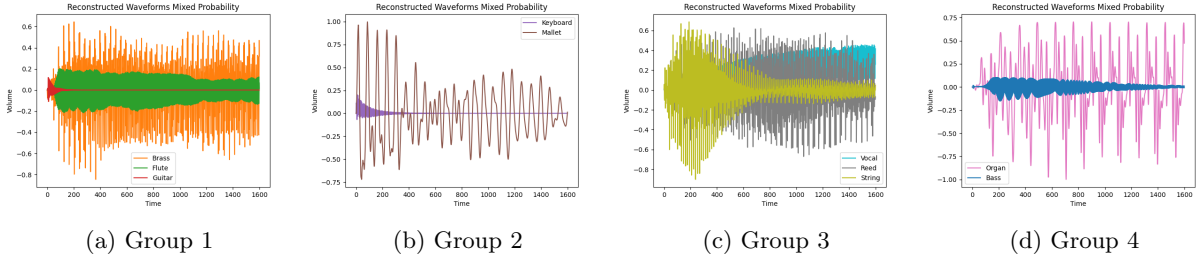 Reconstructed Waveforms Mixed Probability
0.6
0.4
0.2
0.0
−0.2
−0.4
−0.6
−0.8
Volume
0 200 400 600 800 1000 1200 1400 1600
Time
Brass
Flute
Guitar
(a) Group 1
Reconstructed Waveforms Mixed Probability
1.00
0.75
0.50
0.25
0.00
−0.25
−0.50
−0.75
Volume
0 200 400 600 800 1000 1200 1400 1600
Time
Keyboard
Mallet
(b) Group 2
Reconstructed Waveforms Mixed Probability
0.6
0.4
0.2
0.0
−0.2
−0.4
−0.6
−0.8
Volume
0 200 400 600 800 1000 1200 1400 1600
Time
Vocal
Reed
String
(c) Group 3
Reconstructed Waveforms Mixed Probability
0.75
0.50
0.25
0.00
−0.25
−0.50
−0.75
−1.00
Volume
0 200 400 600 800 1000 1200 1400 1600
Time
Organ
Bass
(d) Group 4